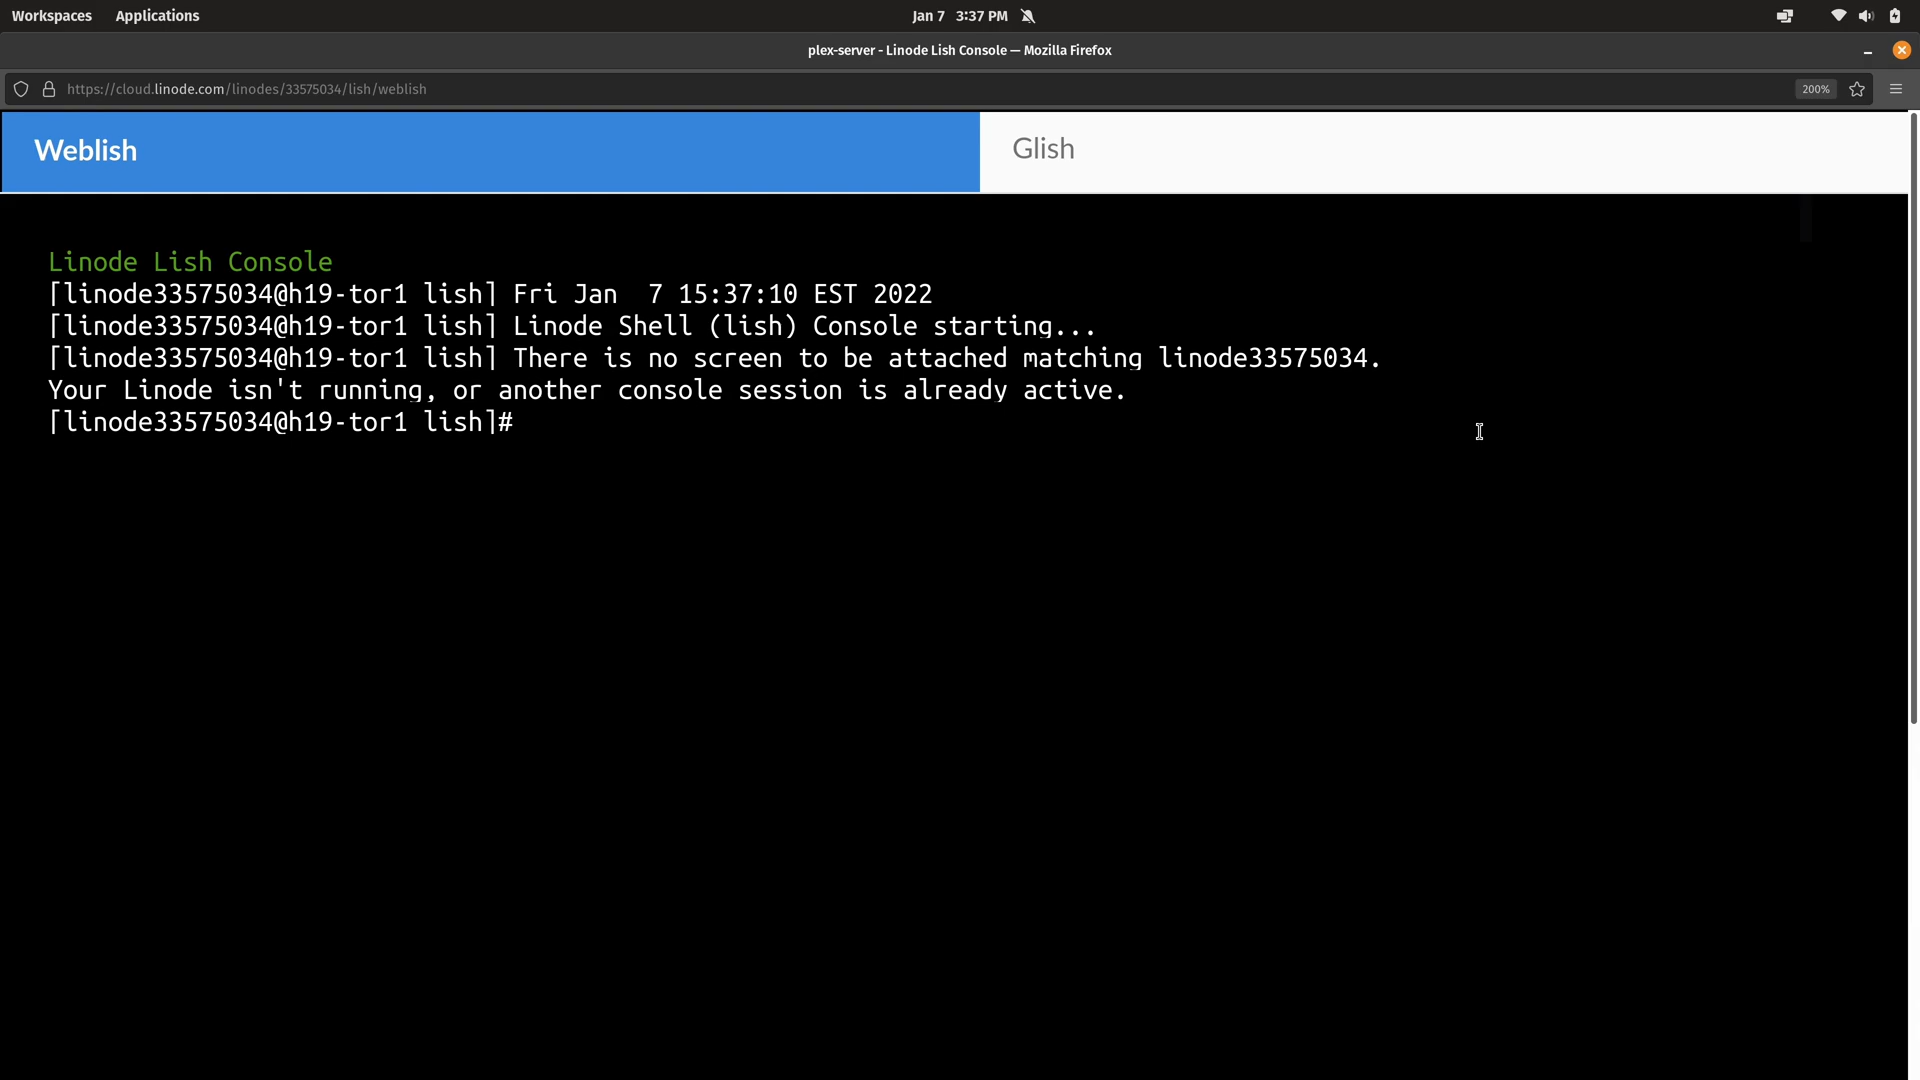 Workspaces Applications Jan 7 3:37 PM
plex-server - Linode Lish Console — Mozilla Firefox
https://cloud.linode.com/linodes/33575034/lish/weblish 200%
Weblish Glish
Linode Lish Console
[linode33575034@h19-tor1 lish] Fri Jan  7 15:37:10 EST 2022
[linode33575034@h19-tor1 lish] Linode Shell (lish) Console starting...
[linode33575034@h19-tor1 lish] There is no screen to be attached matching linode33575034.
Your Linode isn't running, or another console session is already active.
[linode33575034@h19-tor1 lish]#